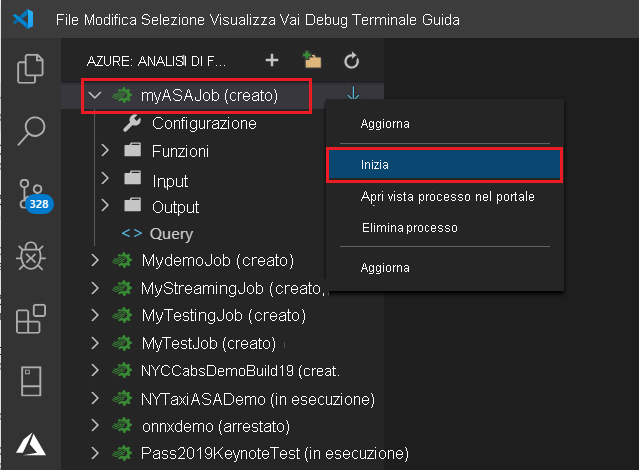 File Modifica Selezione Visualizza Vai Debug Terminale Guida
AZURE: ANALISI DI F...
myASAJob (creato)
Configurazione
Funzioni
Input
Output
<> Query
Aggiorna
Inizia
Apri vista processo nel portale
Elimina processo
Aggiorna
328
MydemoJob (creato)
MyStreamingJob (creato)
MyTestingJob (creato)
MyTestJob (creato)
NYCCabsDemoBuild19 (creat.
NYTaxiASADemo (in esecuzione)
onnxdemo (arrestato)
Pass2019KeynoteTest (in esecuzione)